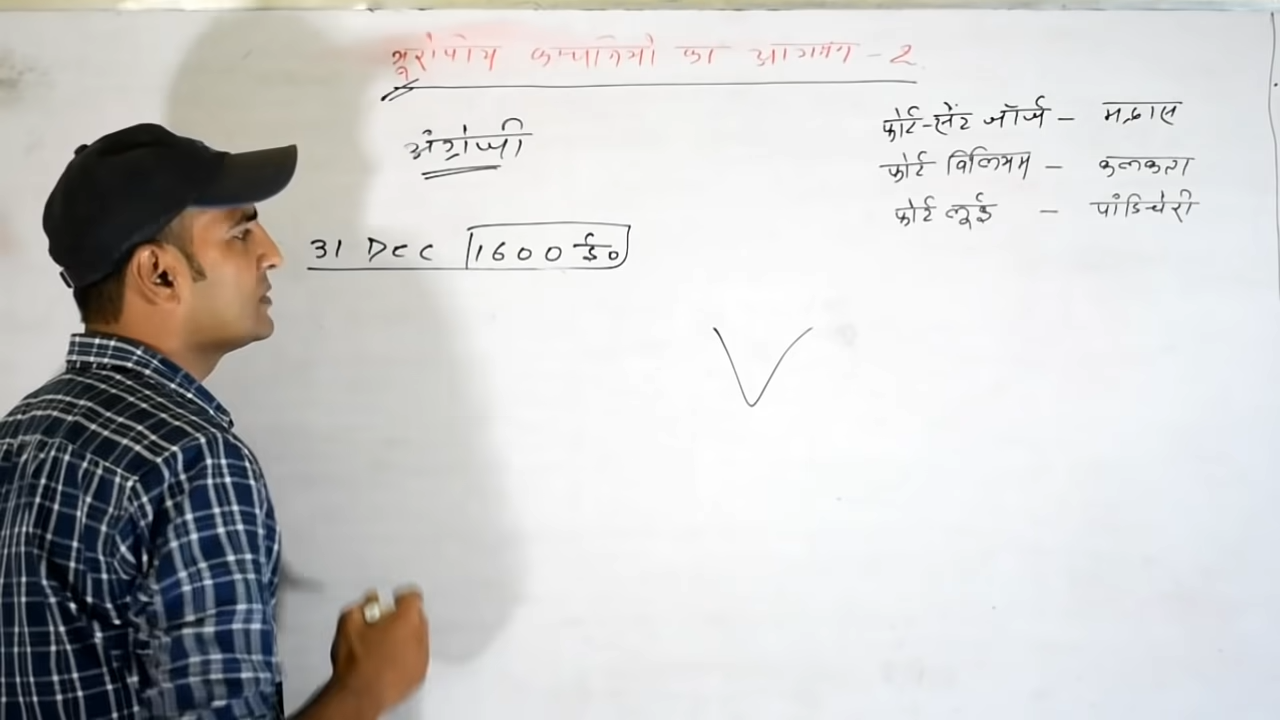 यूरोपीय कम्पनियो का आगमन - 2
अंग्रेजी
31 DEC 1600 ई०
फोर्ट-सेंट जॉर्ज - मद्रास
फोर्ट विलियम - कलकत्ता
फोर्ट लूई - पांडिचेरी